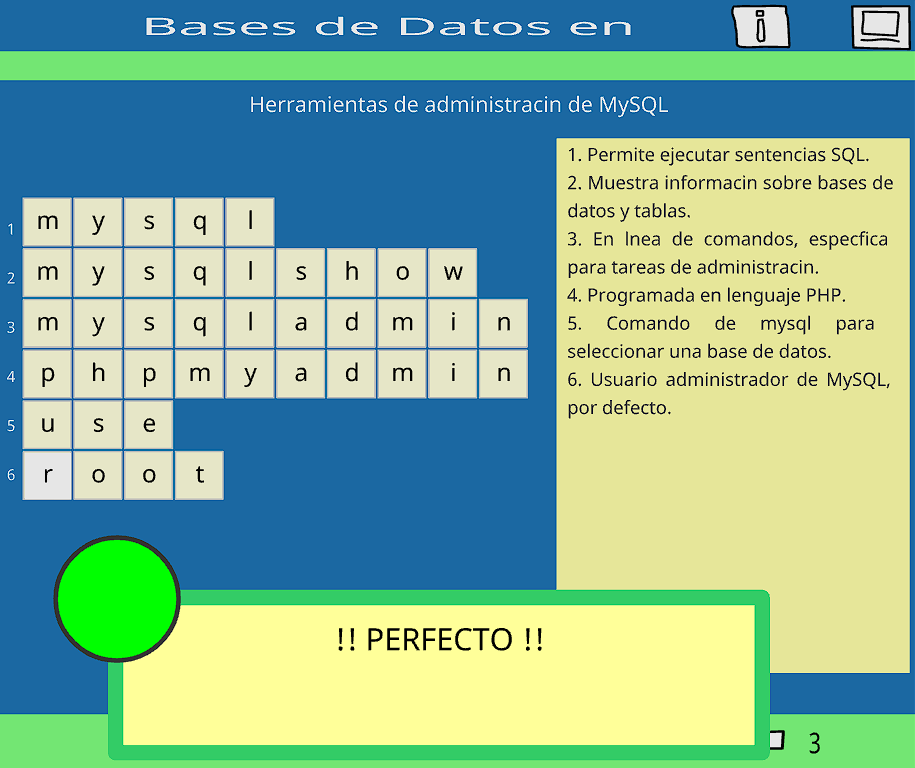 Bases de Datos en
Herramientas de administracin de MySQL
1 m y s q l
2 m y s q l s h o w
3 m y s q l a d m i n
4 p h p m y a d m i n
5 u s e
6 r o o t
1. Permite ejecutar sentencias SQL.
2. Muestra informacin sobre bases de
datos y tablas.
3. En lnea de comandos, especfica
para tareas de administracin.
4. Programada en lenguaje PHP.
5. Comando de mysql para
seleccionar una base de datos.
6. Usuario administrador de MySQL,
por defecto.
!! PERFECTO !!
3